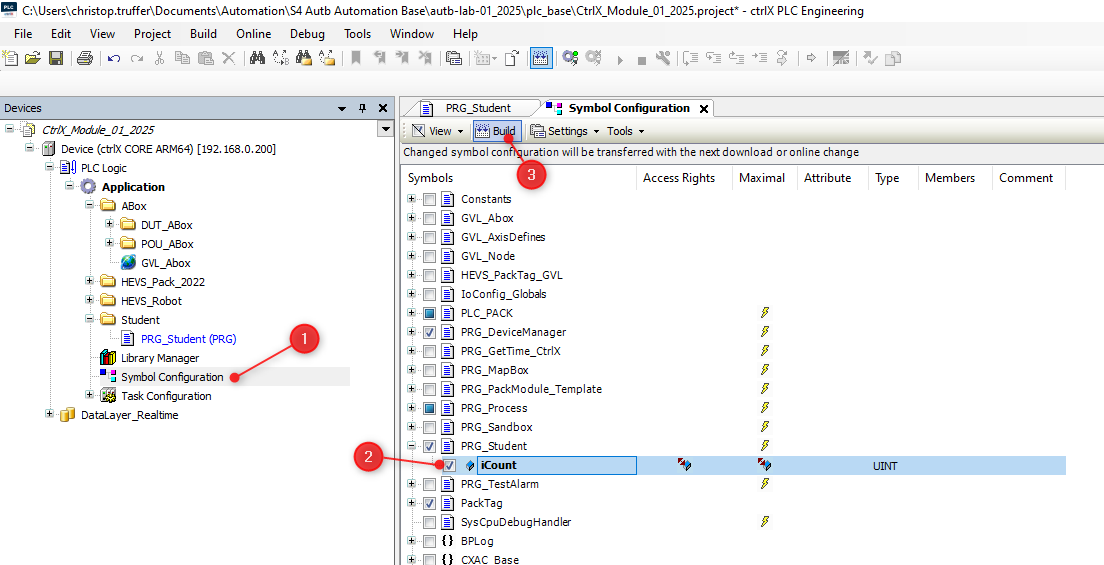 C:\Users\christop.truffer\Documents\Automation\S4 Autb Automation Base\autb-lab-01_2025\plc_base\CtrlX_Module_01_2025.project* - ctrlX PLC Engineering
File Edit View Project Build Online Debug Tools Window Help
Devices
CtrlX_Module_01_2025
Device (ctrlX CORE ARM64) [192.168.0.200]
PLC Logic
Application
ABox
DUT_ABox
POU_ABox
GVL_Abox
HEVS_Pack_2022
HEVS_Robot
Student
PRG_Student (PRG)
1
Library Manager
Symbol Configuration
Task Configuration
DataLayer_Realtime
PRG_Student Symbol Configuration
View Build Settings Tools
3
Changed symbol configuration will be transferred with the next download or online change
Symbols Access Rights Maximal Attribute Type Members Comment
Constants
GVL_Abox
GVL_AxisDefines
GVL_Node
HEVS_PackTag_GVL
IoConfig_Globals
PLC_PACK
PRG_DeviceManager
PRG_GetTime_CtrlX
PRG_MapBox
PRG_PackModule_Template
PRG_Process
PRG_Sandbox
PRG_Student
2
iCount UINT
PRG_TestAlarm
PackTag
SysCpuDebugHandler
{} BPLog
{} CXAC_Base